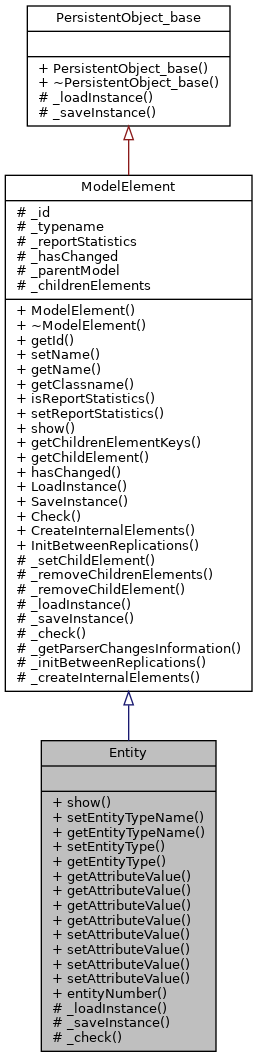 PersistentObject_base
+ PersistentObject_base()
+ ~PersistentObject_base()
# _loadInstance()
# _saveInstance()
ModelElement
# _id
# _typename
# _reportStatistics
# _hasChanged
# _parentModel
# _childrenElements
+ ModelElement()
+ ~ModelElement()
+ getId()
+ setName()
+ getName()
+ getClassname()
+ isReportStatistics()
+ setReportStatistics()
+ show()
+ getChildrenElementKeys()
+ getChildElement()
+ hasChanged()
+ LoadInstance()
+ SaveInstance()
+ Check()
+ CreateInternalElements()
+ InitBetweenReplications()
# _setChildElement()
# _removeChildrenElements()
# _removeChildElement()
# _loadInstance()
# _saveInstance()
# _check()
# _getParserChangesInformation()
# _initBetweenReplications()
# _createInternalElements()
Entity
+ show()
+ setEntityTypeName()
+ getEntityTypeName()
+ setEntityType()
+ getEntityType()
+ getAttributeValue()
+ getAttributeValue()
+ getAttributeValue()
+ getAttributeValue()
+ setAttributeValue()
+ setAttributeValue()
+ setAttributeValue()
+ setAttributeValue()
+ entityNumber()
# _loadInstance()
# _saveInstance()
# _check()